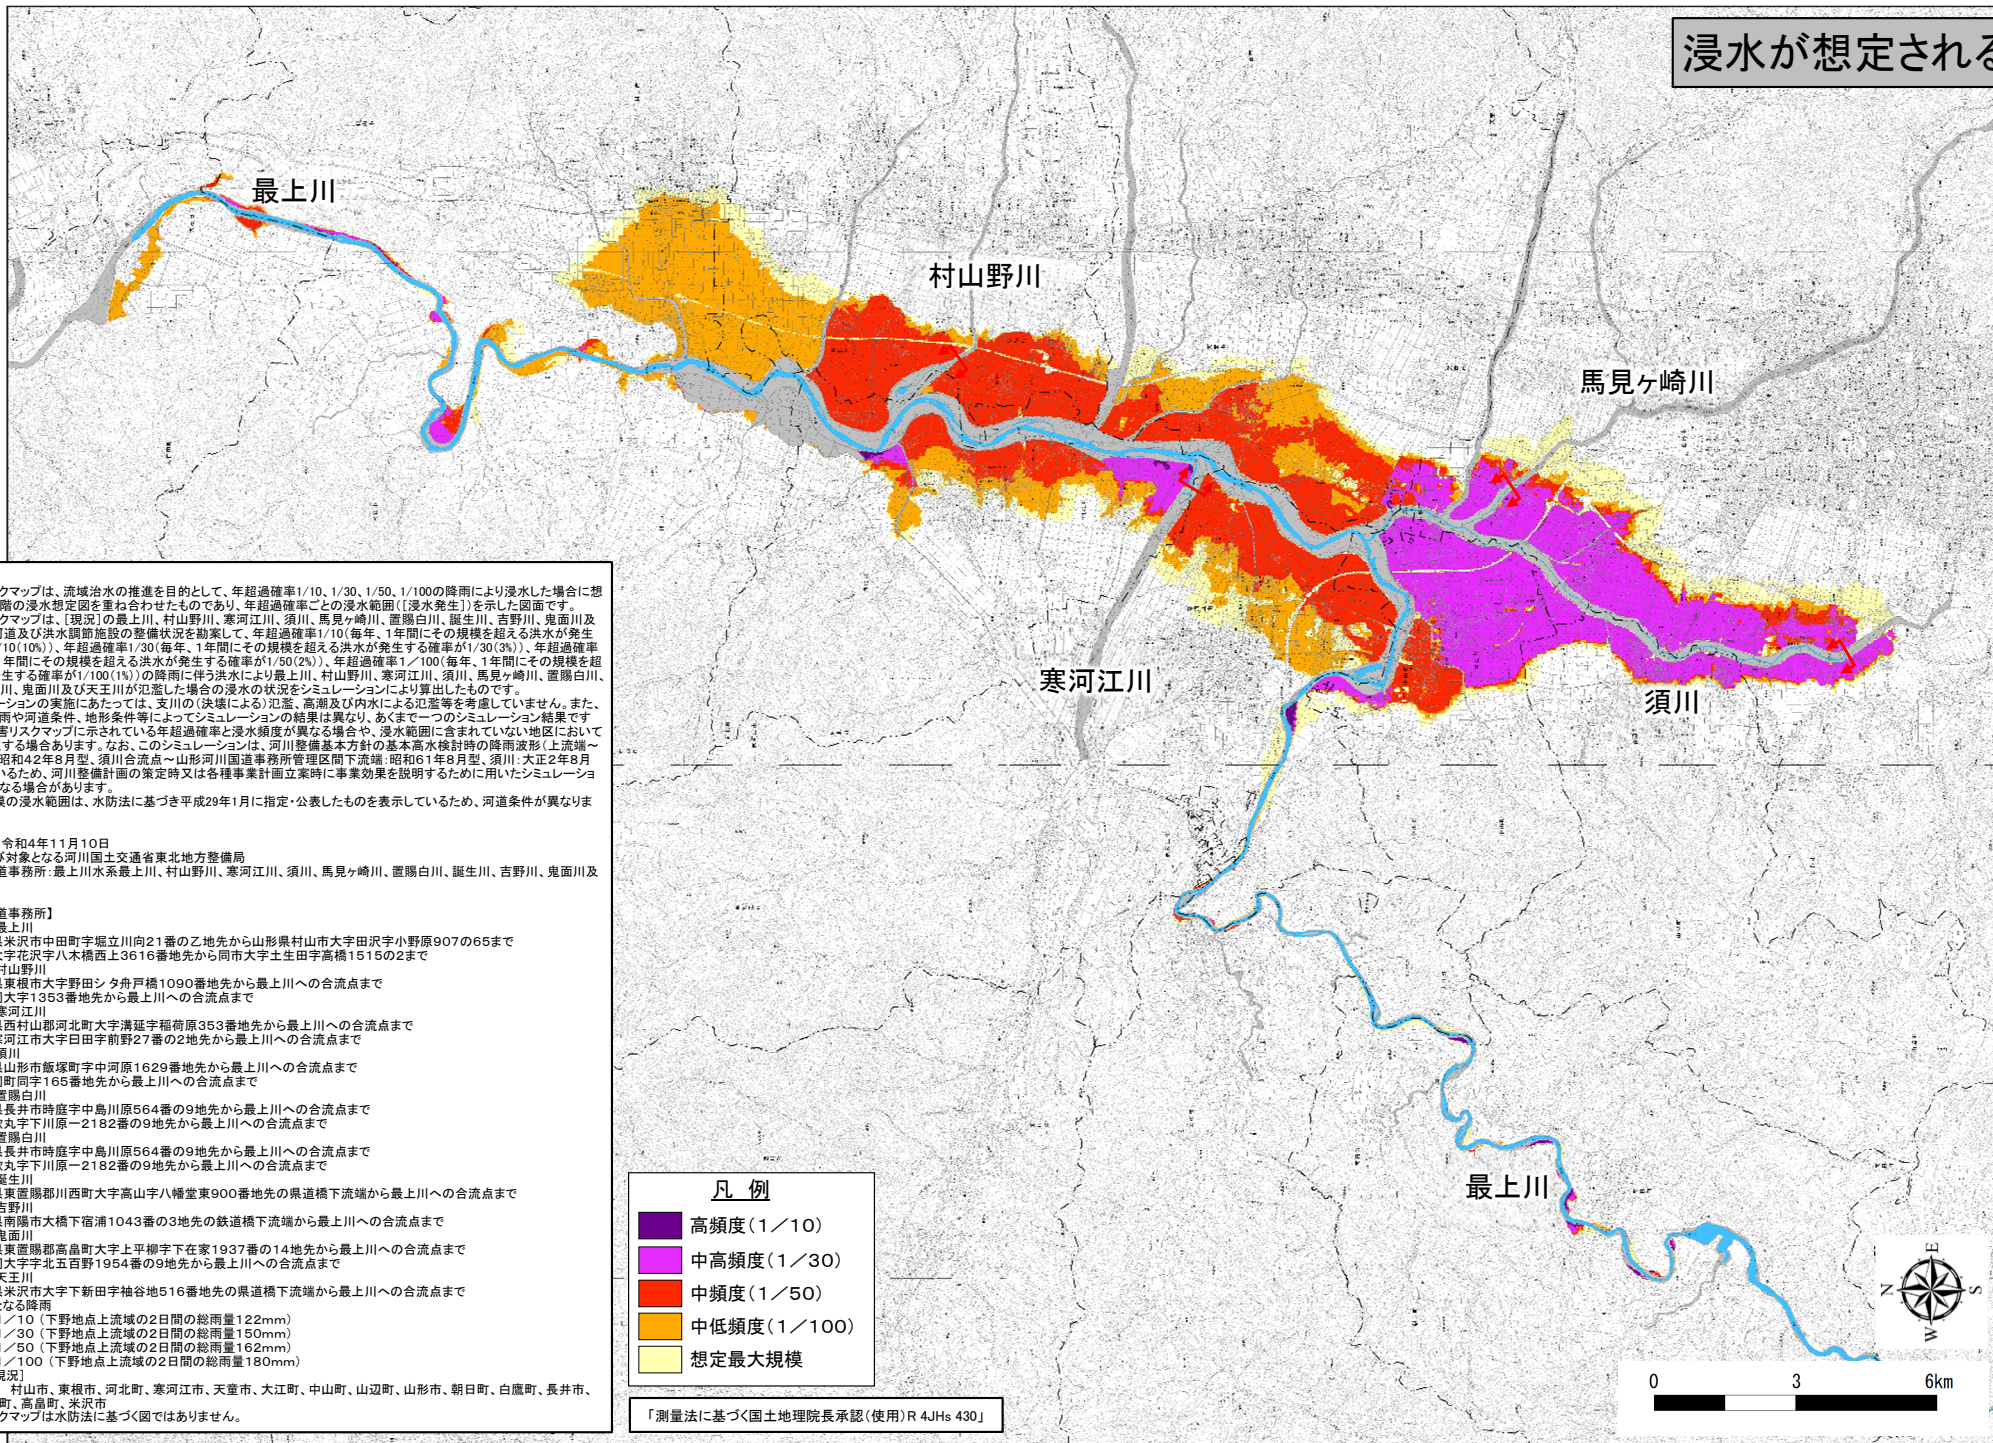 浸水が想定される
最上川
村山野川
馬見ヶ崎川
寒河江川
須川
最上川
クマップは、流域治水の推進を目的として、年超過確率1/10、1/30、1/50、1/100の降雨により浸水した場合に想
階の浸水想定図を重ね合わせたものであり、年超過確率ごとの浸水範囲([浸水発生])を示した図面です。
クマップは、[現況]の最上川、村山野川、寒河江川、須川、馬見ヶ崎川、置賜白川、誕生川、吉野川、鬼面川及
可道及び洪水調節施設の整備状況を勘案して、年超過確率1/10(毎年、1年間にその規模を超える洪水が発生
/10(10%))、年超過確率1/30(毎年、1年間にその規模を超える洪水が発生する確率が1/30(3%))、年超過確率
1年間にその規模を超える洪水が発生する確率が1/50(2%))、年超過確率1/100(毎年、1年間にその規模を超
生する確率が1/100(1%))の降雨に伴う洪水により最上川、村山野川、寒河江川、須川、馬見ヶ崎川、置賜白川、
川、鬼面川及び天王川が氾濫した場合の浸水の状況をシミュレーションにより算出したものです。
ーションの実施にあたっては、支川の(決壊による)氾濫、高潮及び内水による氾濫等を考慮していません。また、
雨や河道条件、地形条件等によってシミュレーションの結果は異なり、あくまで一つのシミュレーション結果です
害リスクマップに示されている年超過確率と浸水頻度が異なる場合や、浸水範囲に含まれていない地区において
する場合あります。なお、このシミュレーションは、河川整備基本方針の基本高水検討時の降雨波形(上流端~
昭和42年8月型、須川合流点~山形河川国道事務所管理区間下流端:昭和61年8月型、須川:大正2年8月
いるため、河川整備計画の策定時又は各種事業計画立案時に事業効果を説明するために用いたシミュレーショ
なる場合があります。
模の浸水範囲は、水防法に基づき平成29年1月に指定・公表したものを表示しているため、河道条件が異なりま
令和4年11月10日
び対象となる河川国土交通省東北地方整備局
道事務所:最上川水系最上川、村山野川、寒河江川、須川、馬見ヶ崎川、置賜白川、誕生川、吉野川、鬼面川及
道事務所】
最上川
県米沢市中田町字堀立川向21番の乙地先から山形県村山市大字田沢字小野原907の65まで
大字花沢字八木橋西上3616番地先から同市大字土生田字高橋1515の2まで
村山野川
県東根市大字野田シタ舟戸橋1090番地先から最上川への合流点まで
同大字1353番地先から最上川への合流点まで
寒河江川
県西村山郡河北町大字溝延字稲荷原353番地先から最上川への合流点まで
寒河江市大字日田字前野27番の2地先から最上川への合流点まで
須川
県山形市飯塚町字中河原1629番地先から最上川への合流点まで
同町同字165番地先から最上川への合流点まで
置賜白川
県長井市時庭字中島川原564番の9地先から最上川への合流点まで
歌丸字下川原一2182番の9地先から最上川への合流点まで
置賜白川
県長井市時庭字中島川原564番の9地先から最上川への合流点まで
歌丸字下川原一2182番の9地先から最上川への合流点まで
誕生川
県東置賜郡川西町大字高山字八幡堂東900番地先の県道橋下流端から最上川への合流点まで
吉野川
県南陽市大橋下宿浦1043番の3地先の鉄道橋下流端から最上川への合流点まで
鬼面川
県東置賜郡高畠町大字上平柳字下在家1937番の14地先から最上川への合流点まで
同大字字北五百野1954番の9地先から最上川への合流点まで
天王川
県米沢市大字下新田字袖谷地516番地先の県道橋下流端から最上川への合流点まで
となる降雨
1/10 (下野地点上流域の2日間の総雨量122mm)
1/30 (下野地点上流域の2日間の総雨量150mm)
1/50 (下野地点上流域の2日間の総雨量162mm)
1/100 (下野地点上流域の2日間の総雨量180mm)
現況]
村山市、東根市、河北町、寒河江市、天童市、大江町、中山町、山辺町、山形市、朝日町、白鷹町、長井市、
町、高畠町、米沢市
クマップは水防法に基づく図ではありません。
凡 例
高頻度(1/10)
中高頻度(1/30)
中頻度(1/50)
中低頻度(1/100)
想定最大規模
「測量法に基づく国土地理院長承認(使用)R 4JHs 430」
N
E
S
W
0 3 6km